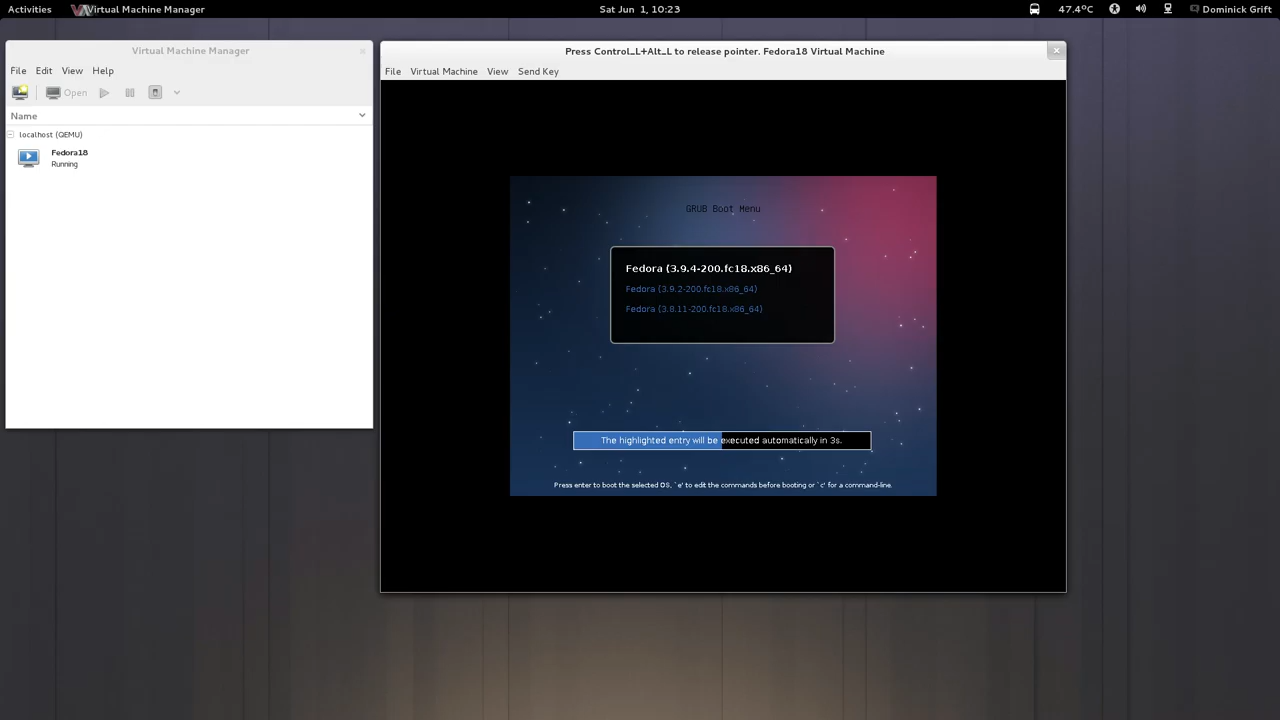 Activities
Virtual Machine Manager
Sat Jun 1, 10:23
47.4°C
Dominick Grift
Virtual Machine Manager
File Edit View Help
Open
Name
localhost (QEMU)
Fedora18
Running
Press Control_L+Alt_L to release pointer. Fedora18 Virtual Machine
File Virtual Machine View Send Key
GRUB Boot Menu
Fedora (3.9.4-200.fc18.x86_64)
Fedora (3.9.2-200.fc18.x86_64)
Fedora (3.8.11-200.fc18.x86_64)
The highlighted entry will be executed automatically in 3s.
Press enter to boot the selected OS, `e' to edit the commands before booting or `c' for a command-line.